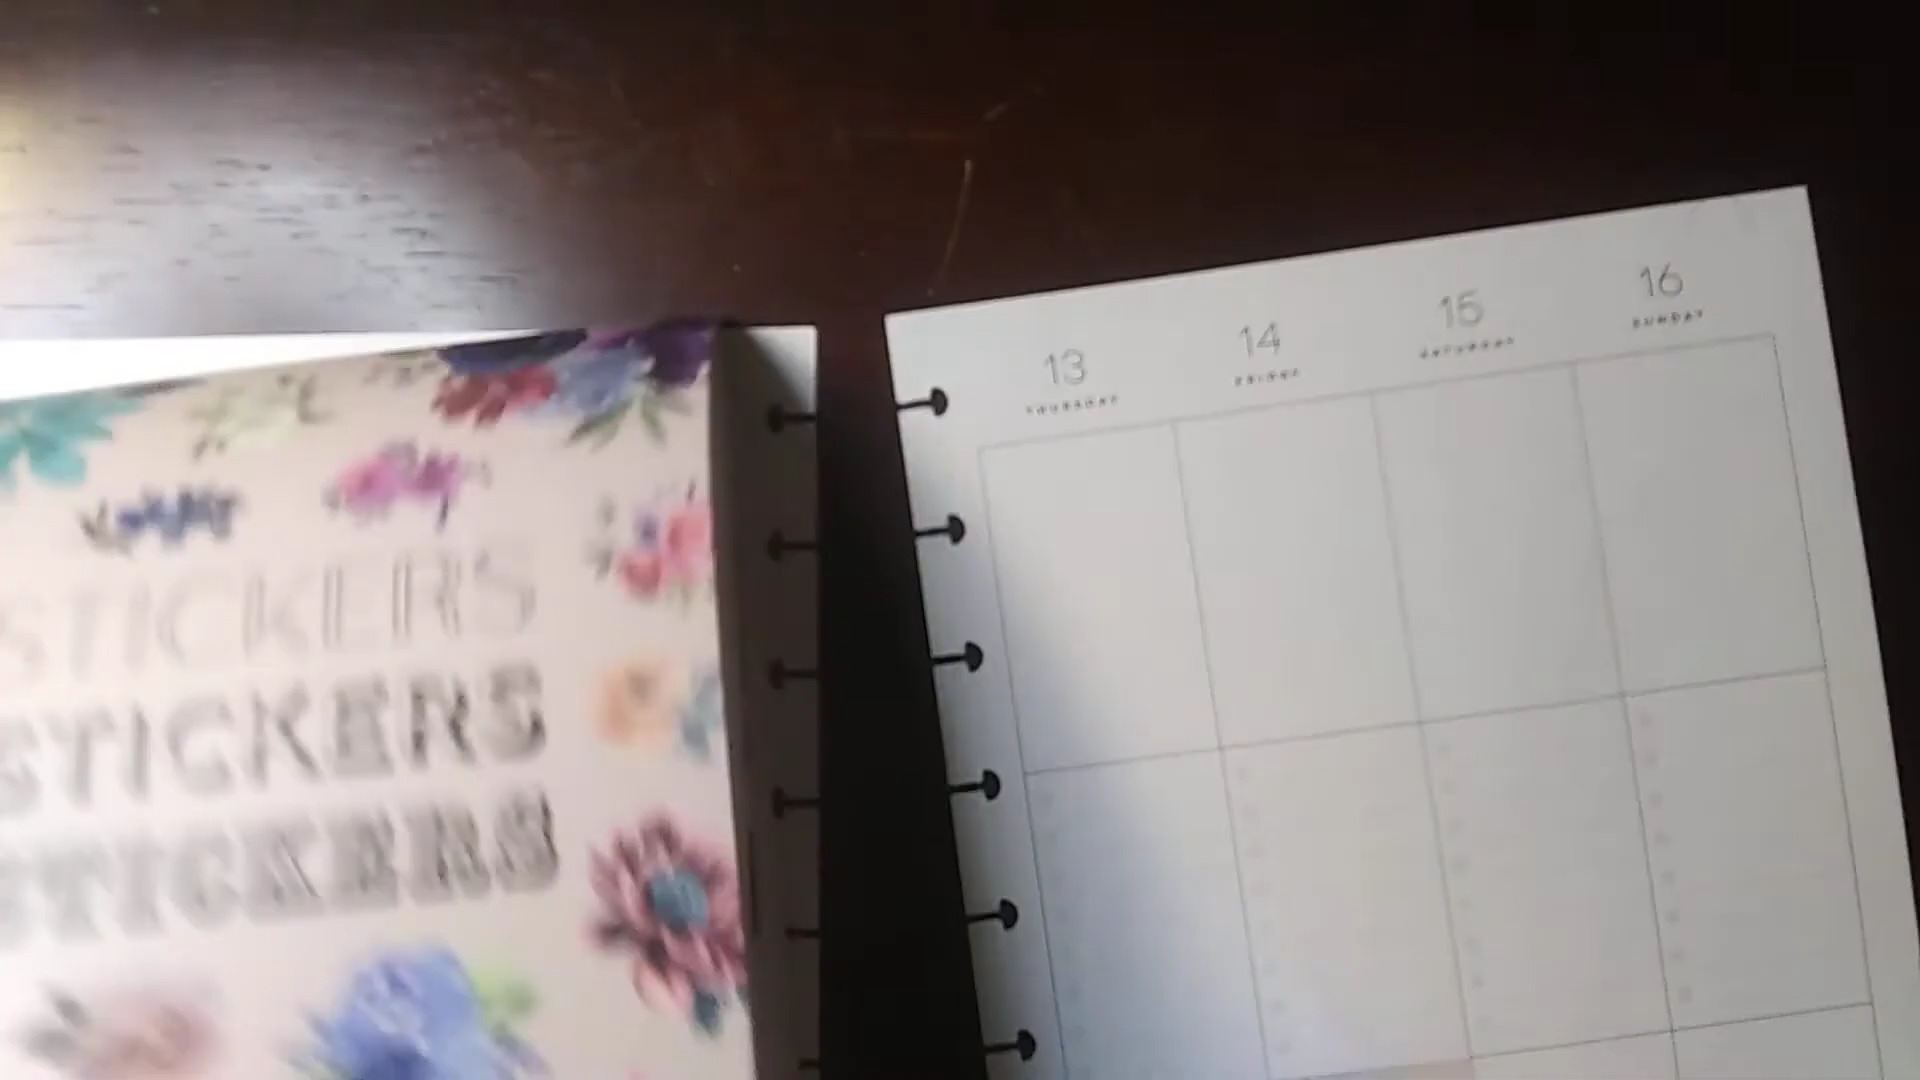 STICKERS
STICKERS
STICKERS
13 14 15 16
THURSDAY FRIDAY SATURDAY SUNDAY